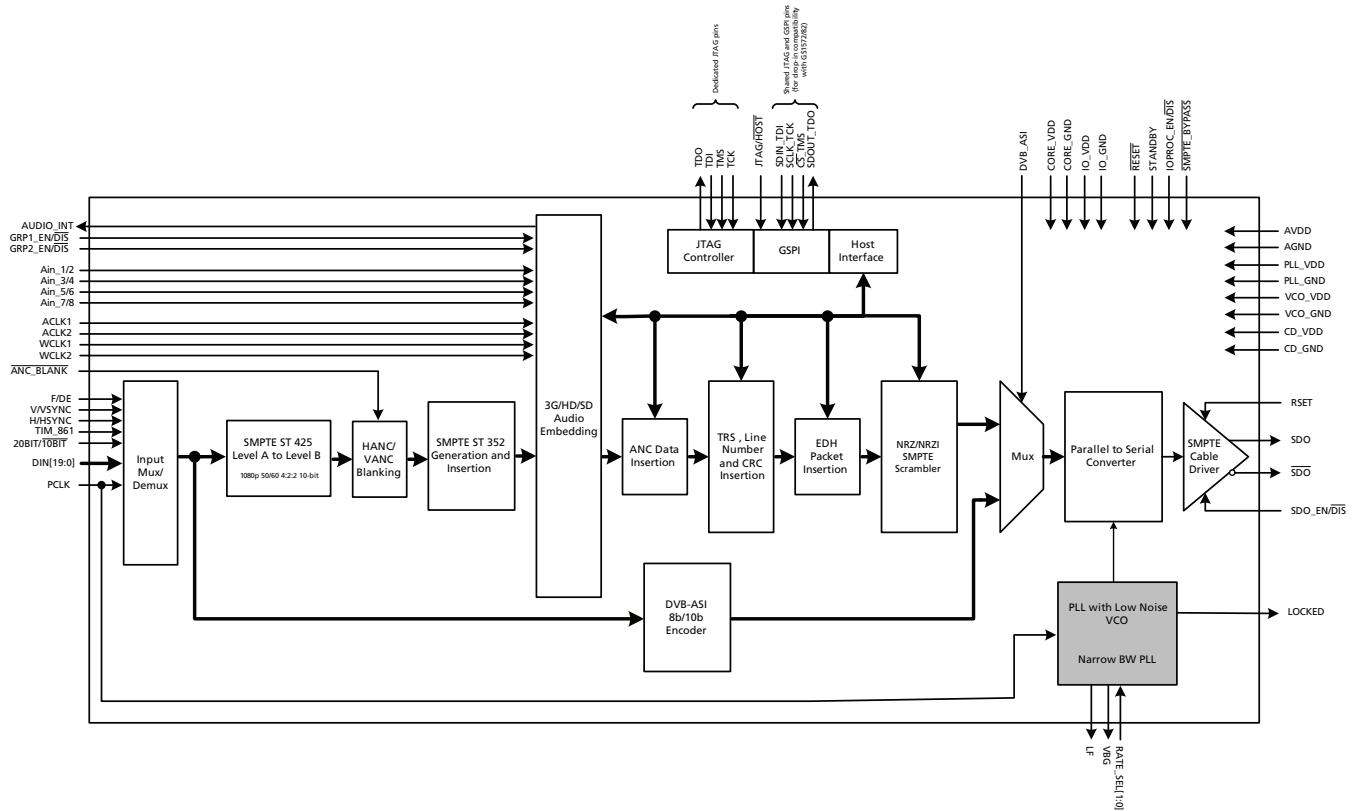 Dedicated JTAG pins
Shared JTAG and GSPI pins
(for drop-in compatibility
with GS1572/82)
TDO
TDI
TMS
TCK
JTAG/HOST
SDIN_TDI
SCLK_TCK
CS_TMS
SDOUT_TDO
DVB_ASI
CORE_VDD
CORE_GND
IO_VDD
IO_GND
RESET
STANDBY
IOPROC_EN/DIS
SMPTE_BYPASS
AUDIO_INT
GRP1_EN/DIS
GRP2_EN/DIS
Ain_1/2
Ain_3/4
Ain_5/6
Ain_7/8
ACLK1
ACLK2
WCLK1
WCLK2
ANC_BLANK
F/DE
V/VSYNC
H/HSYNC
TIM_861
20BIT/10BIT
DIN[19:0]
PCLK
JTAG
Controller
GSPI
Host
Interface
AVDD
AGND
PLL_VDD
PLL_GND
VCO_VDD
VCO_GND
CD_VDD
CD_GND
RSET
SDO
SDO
SDO_EN/DIS
LOCKED
Input
Mux/
Demux
SMPTE ST 425
Level A to Level B
1080p 50/60 4:2:2 10-bit
HANC/
VANC
Blanking
SMPTE ST 352
Generation and
Insertion
3G/HD/SD
Audio
Embedding
ANC Data
Insertion
TRS , Line
Number
and CRC
Insertion
EDH
Packet
Insertion
NRZ/NRZI
SMPTE
Scrambler
Mux
Parallel to Serial
Converter
SMPTE
Cable
Driver
DVB-ASI
8b/10b
Encoder
PLL with Low Noise
VCO
Narrow BW PLL
LF
VBG
RATE_SEL[1:0]